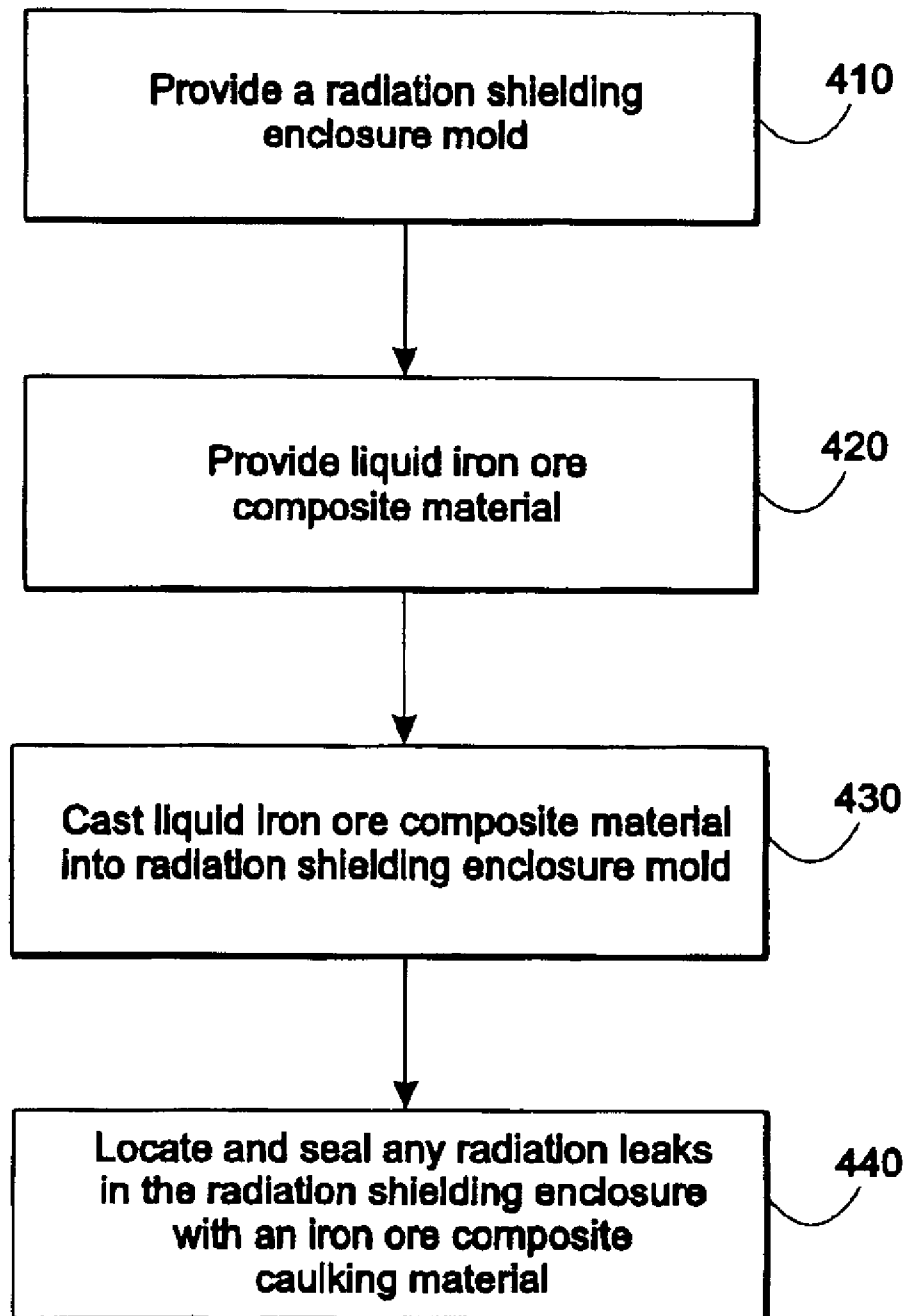 Provide a radiation shielding
enclosure mold
410
Provide liquid iron ore
composite material
420
Cast liquid iron ore composite material
into radiation shielding enclosure mold
430
Locate and seal any radiation leaks
in the radiation shielding enclosure
with an iron ore composite
caulking material
440